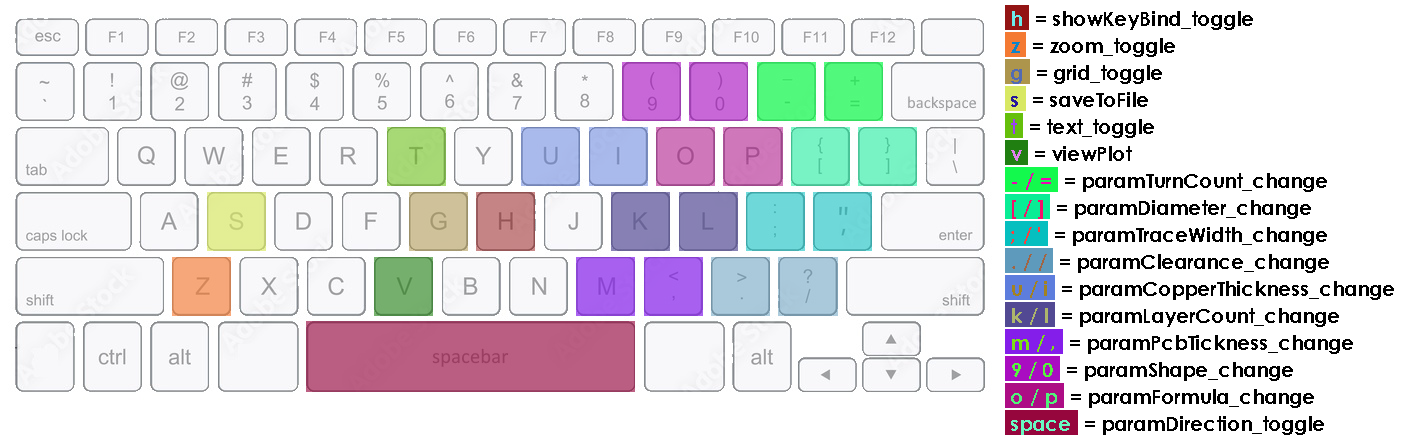 esc F1 F2 F3 F4 F5 F6 F7 F8 F9 F10 F11 F12
~ ! @ # $ % ^ & * ( ) _ +
` 1 2 3 4 5 6 7 8 9 0 - = backspace
tab Q W E R T Y U I O P { [ } ] | \
caps lock A S D F G H J K L : ; " ' enter
shift Z X C V B N M < , > . ? / shift
ctrl alt spacebar alt
h = showKeyBind_toggle
z = zoom_toggle
g = grid_toggle
s = saveToFile
t = text_toggle
v = viewPlot
- / = = paramTurnCount_change
[ / ] = paramDiameter_change
; / ' = paramTraceWidth_change
. / / = paramClearance_change
u / i = paramCopperThickness_change
k / l = paramLayerCount_change
m / , = paramPcbTickness_change
9 / 0 = paramShape_change
o / p = paramFormula_change
space = paramDirection_toggle